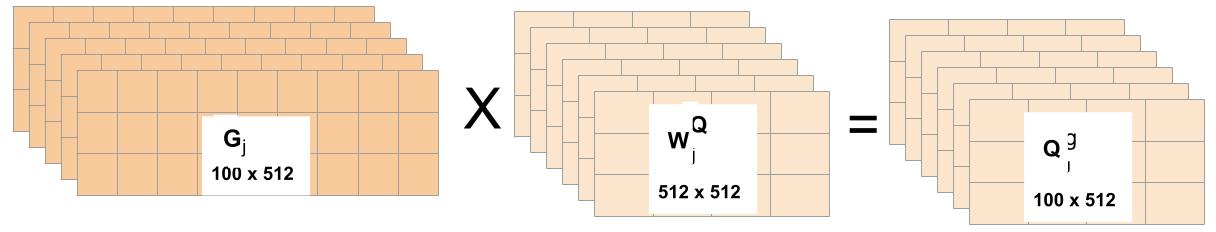 G j
100 x 512
X
W j Q
512 x 512
=
Q j g
100 x 512